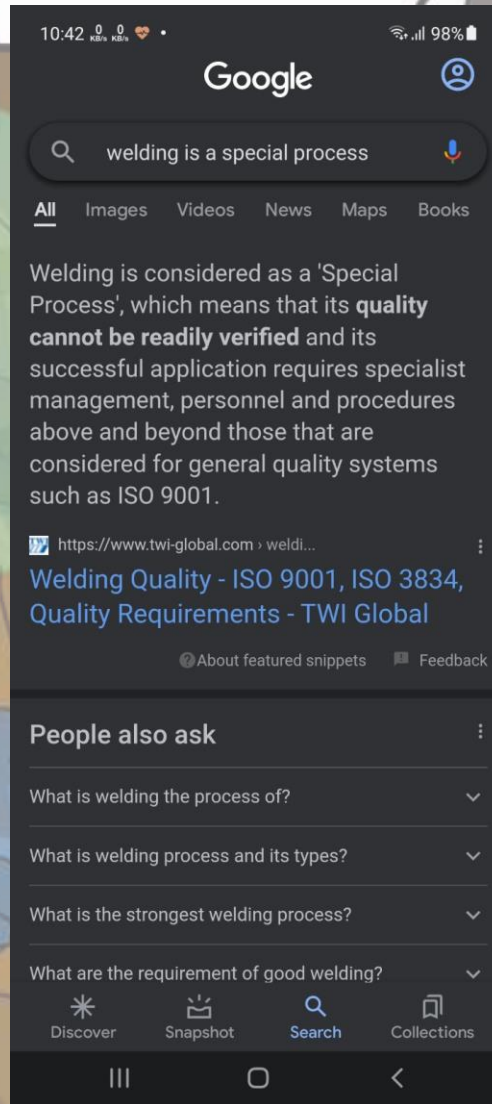 10:42 0 KB/s 0 KB/s 98%
Google
welding is a special process
All Images Videos News Maps Books
Welding is considered as a 'Special
Process', which means that its quality
cannot be readily verified and its
successful application requires specialist
management, personnel and procedures
above and beyond those that are
considered for general quality systems
such as ISO 9001.
https://www.twi-global.com › weldi...
Welding Quality - ISO 9001, ISO 3834,
Quality Requirements - TWI Global
About featured snippets Feedback
People also ask
What is welding the process of?
What is welding process and its types?
What is the strongest welding process?
What are the requirement of good welding?
Discover Snapshot Search Collections